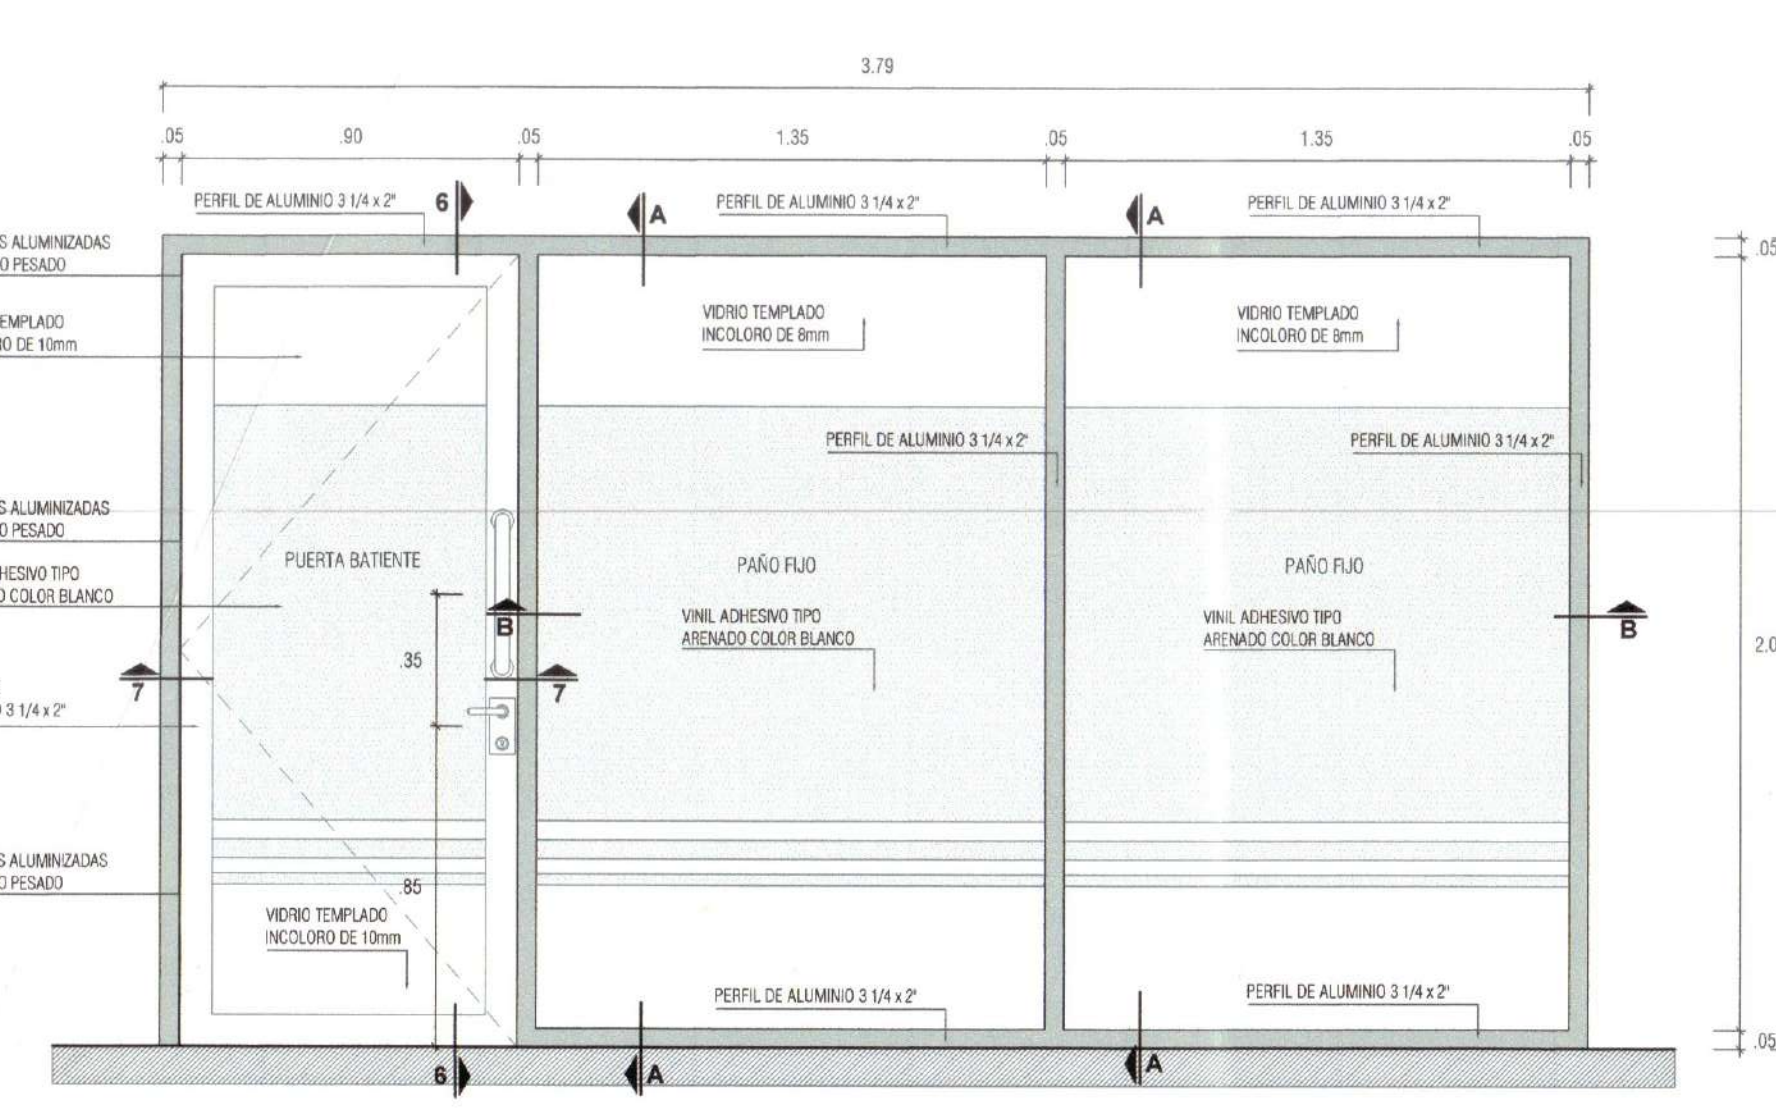 3.79
.05
.90
.05
1.35
.05
1.35
.05
PERFIL DE ALUMINIO 3 1/4 x 2"
6
A
PERFIL DE ALUMINIO 3 1/4 x 2"
A
PERFIL DE ALUMINIO 3 1/4 x 2"
S ALUMINIZADAS
O PESADO
.05
EMPLADO
RO DE 10mm
VIDRIO TEMPLADO
INCOLORO DE 8mm
VIDRIO TEMPLADO
INCOLORO DE 8mm
PERFIL DE ALUMINIO 3 1/4 x 2"
PERFIL DE ALUMINIO 3 1/4 x 2"
S ALUMINIZADAS
O PESADO
HESIVO TIPO
O COLOR BLANCO
PUERTA BATIENTE
PAÑO FIJO
PAÑO FIJO
VINIL ADHESIVO TIPO
ARENADO COLOR BLANCO
VINIL ADHESIVO TIPO
ARENADO COLOR BLANCO
B
B
.35
2.0
7
7
3 1/4 x 2"
S ALUMINIZADAS
O PESADO
.85
VIDRIO TEMPLADO
INCOLORO DE 10mm
PERFIL DE ALUMINIO 3 1/4 x 2"
PERFIL DE ALUMINIO 3 1/4 x 2"
.05
6
A
A